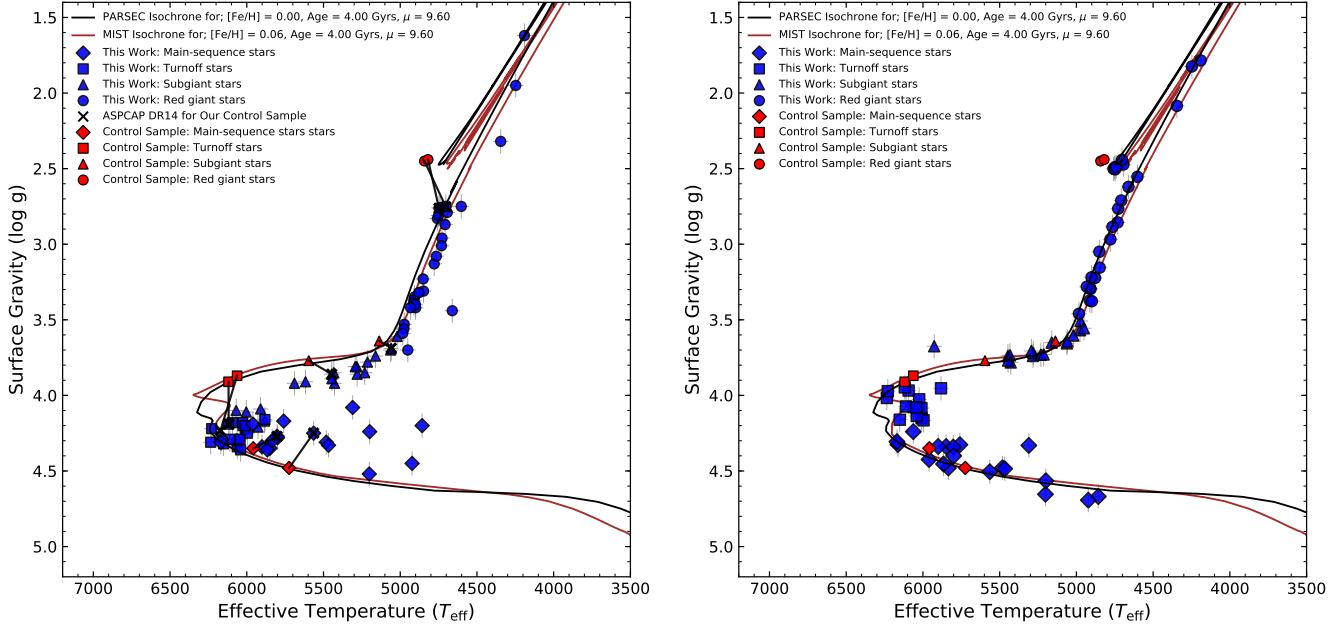 PARSEC Isochrone for; [Fe/H] = 0.00, Age = 4.00 Gyrs, μ = 9.60
MIST Isochrone for; [Fe/H] = 0.06, Age = 4.00 Gyrs, μ = 9.60
This Work: Main-sequence stars
This Work: Turnoff stars
This Work: Subgiant stars
This Work: Red giant stars
ASPCAP DR14 for Our Control Sample
Control Sample: Main-sequence stars stars
Control Sample: Turnoff stars
Control Sample: Subgiant stars
Control Sample: Red giant stars
1.5
2.0
2.5
3.0
3.5
4.0
4.5
5.0
Surface Gravity (log g)
7000 6500 6000 5500 5000 4500 4000 3500
Effective Temperature (Teff)
PARSEC Isochrone for; [Fe/H] = 0.00, Age = 4.00 Gyrs, μ = 9.60
MIST Isochrone for; [Fe/H] = 0.06, Age = 4.00 Gyrs, μ = 9.60
This Work: Main-sequence stars
This Work: Turnoff stars
This Work: Subgiant stars
This Work: Red giant stars
Control Sample: Main-sequence stars
Control Sample: Turnoff stars
Control Sample: Subgiant stars
Control Sample: Red giant stars
1.5
2.0
2.5
3.0
3.5
4.0
4.5
5.0
Surface Gravity (log g)
7000 6500 6000 5500 5000 4500 4000 3500
Effective Temperature (Teff)